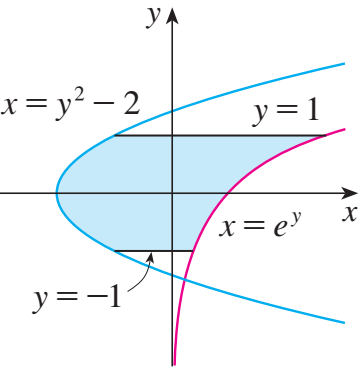 y
x = y² − 2
y = 1
x
x = eʸ
y = −1